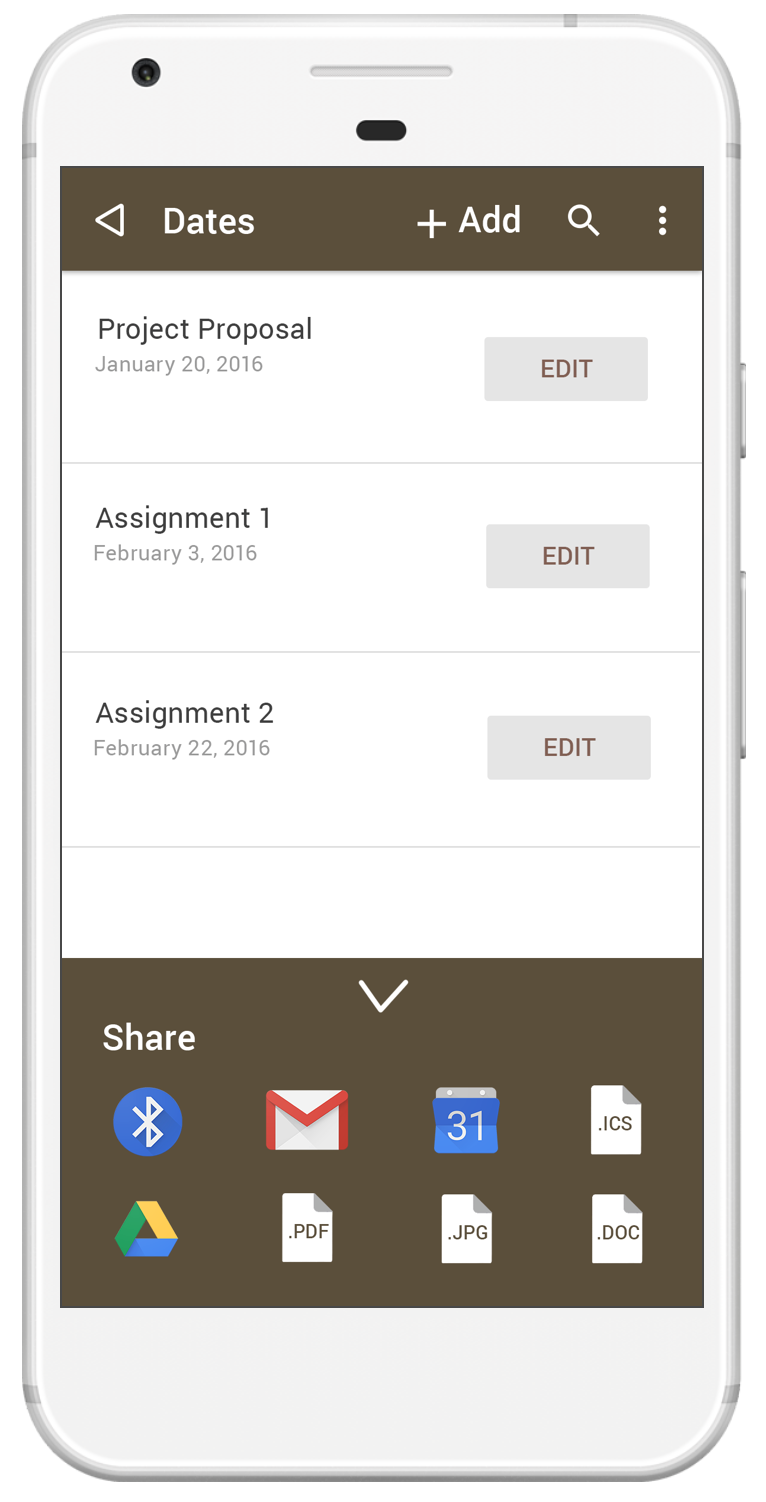 Dates + Add
Project Proposal
January 20, 2016
EDIT
Assignment 1
February 3, 2016
EDIT
Assignment 2
February 22, 2016
EDIT
Share
31 .ICS
.PDF .JPG .DOC